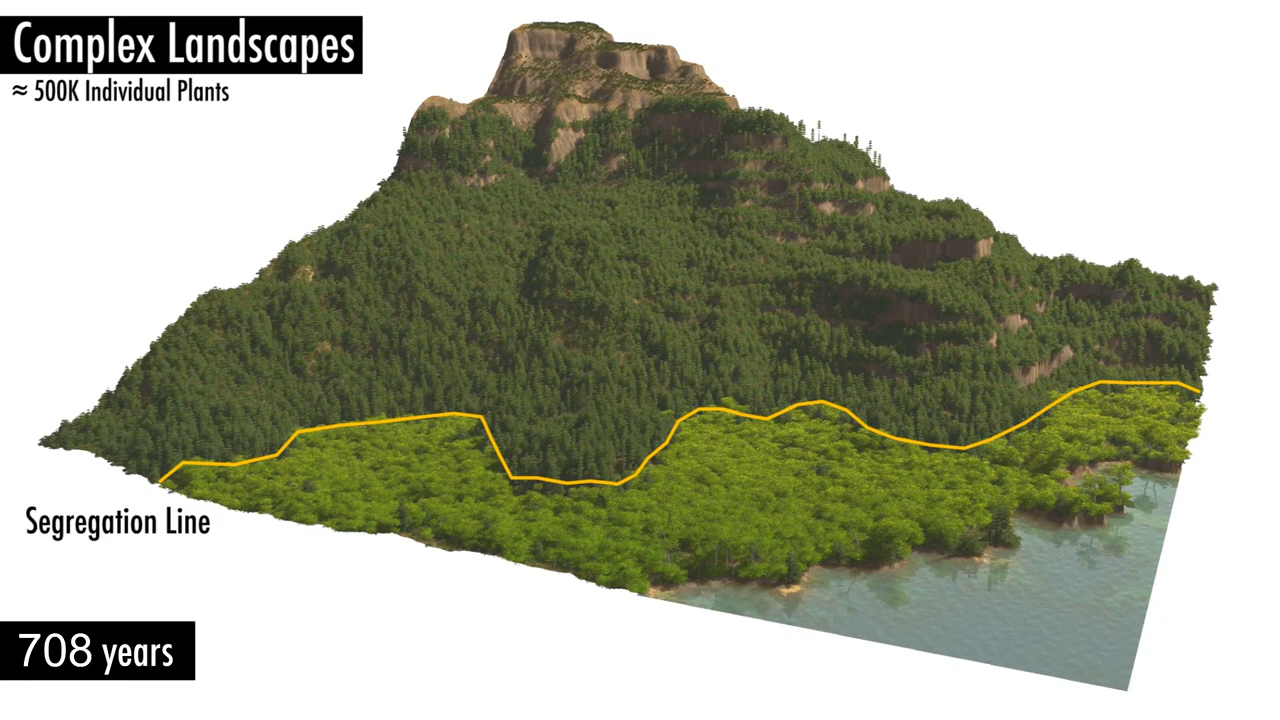 Complex Landscapes
≈ 500K Individual Plants
Segregation Line
708 years